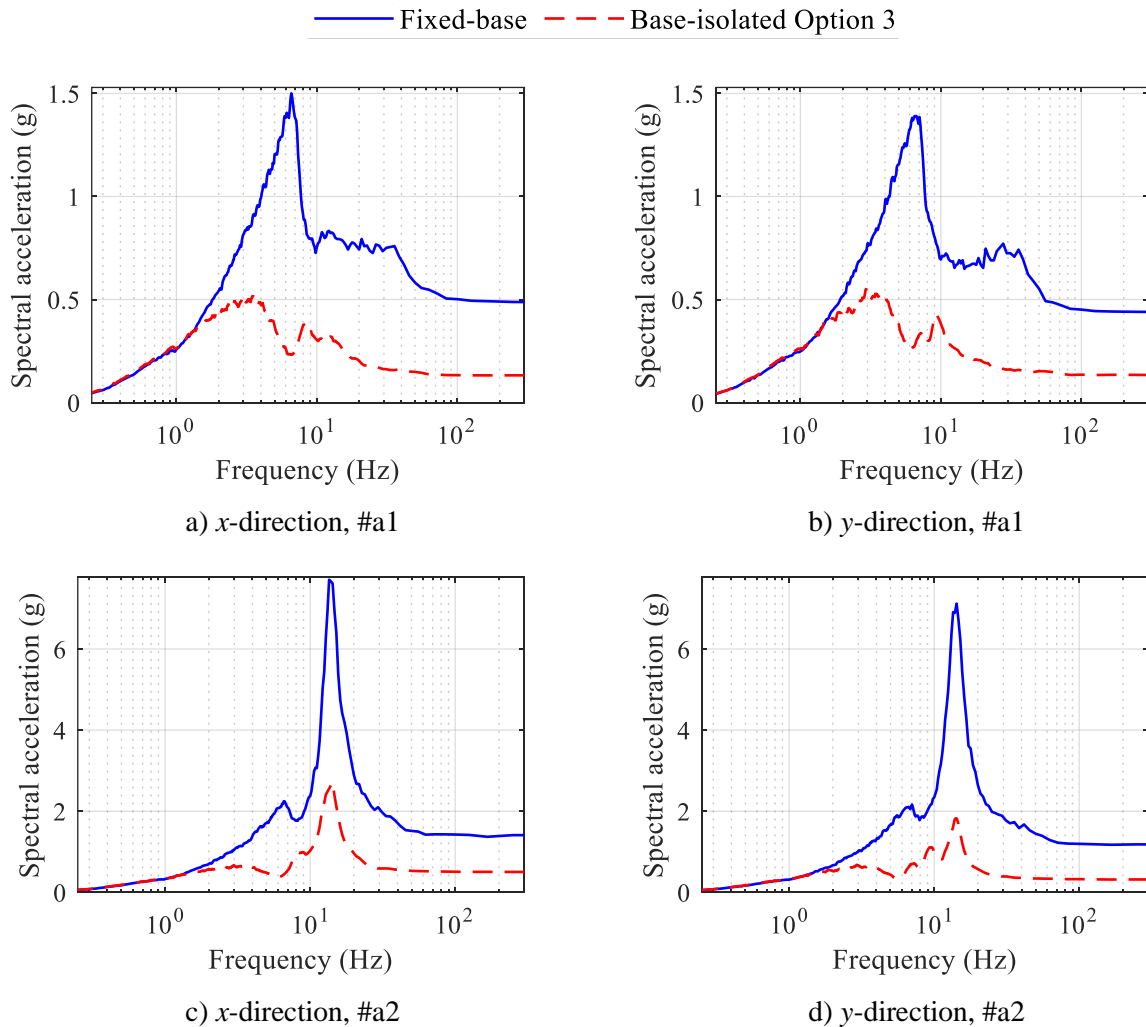 Fixed-base Base-isolated Option 3
Spectral acceleration (g)
1.5
1
0.5
0
10^0 10^1 10^2
Frequency (Hz)
a) x-direction, #a1
Spectral acceleration (g)
1.5
1
0.5
0
10^0 10^1 10^2
Frequency (Hz)
b) y-direction, #a1
Spectral acceleration (g)
6
4
2
0
10^0 10^1 10^2
Frequency (Hz)
c) x-direction, #a2
Spectral acceleration (g)
6
4
2
0
10^0 10^1 10^2
Frequency (Hz)
d) y-direction, #a2